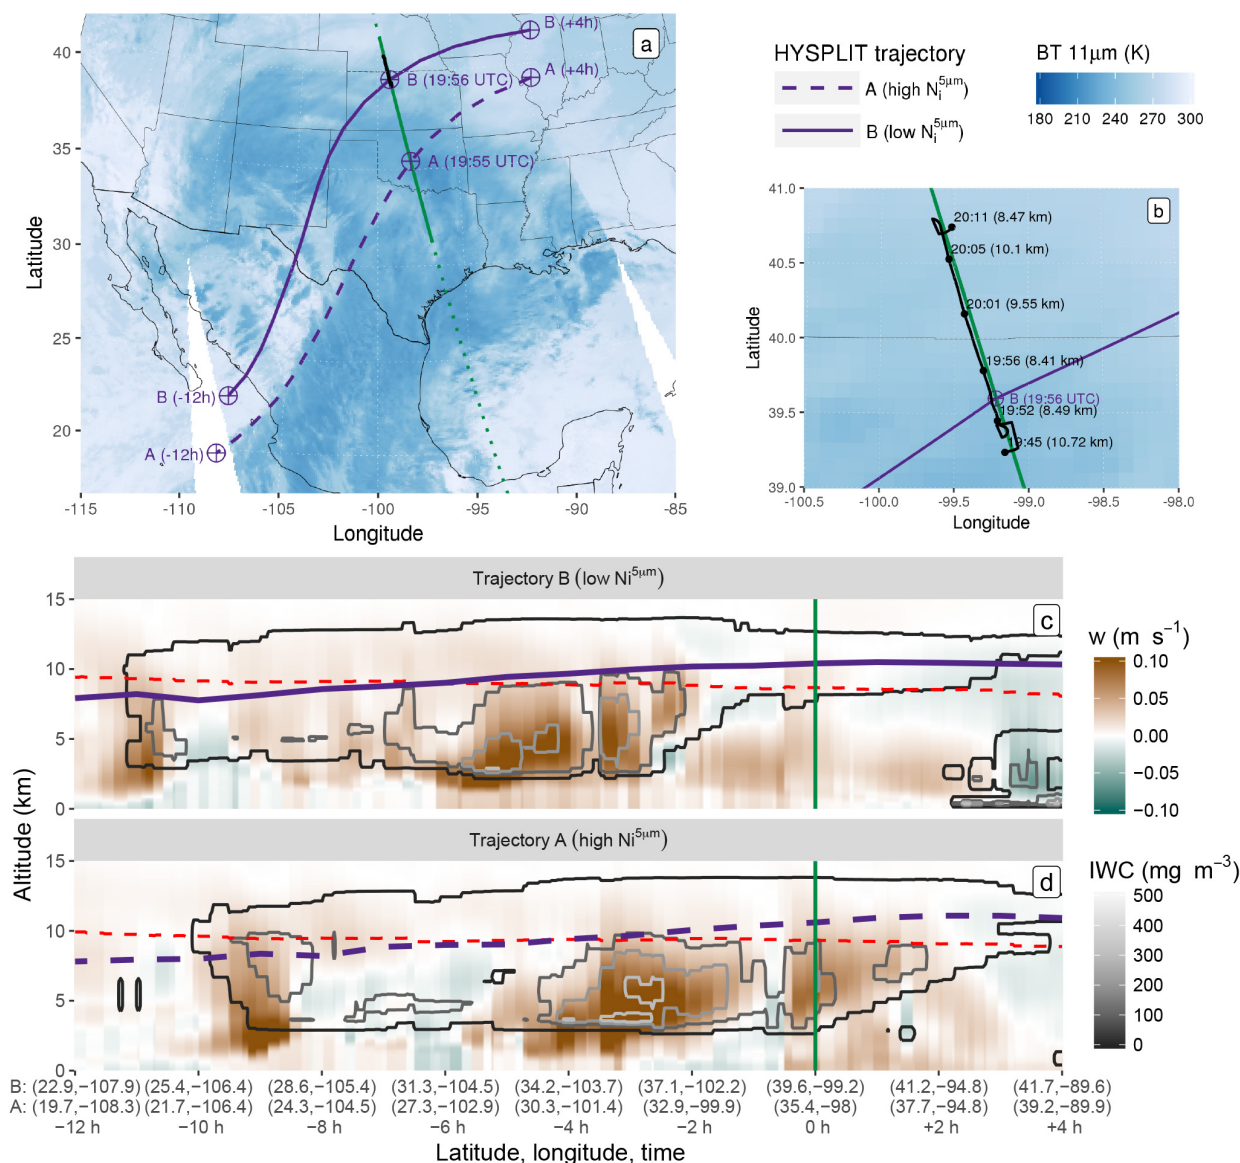 a
40
35
30
25
20
Latitude
-115
-110
-105
-100
-95
-90
-85
Longitude
B (+4h)
A (+4h)
B (19:56 UTC)
A (19:55 UTC)
B (-12h)
A (-12h)
HYSPLIT trajectory
A (high Ni5μm)
B (low Ni5μm)
BT 11μm (K)
180 210 240 270 300
b
41.0
40.5
40.0
39.5
39.0
Latitude
20:11 (8.47 km)
20:05 (10.1 km)
20:01 (9.55 km)
19:56 (8.41 km)
B (19:56 UTC)
19:52 (8.49 km)
19:45 (10.72 km)
-100.5 -100.0 -99.5 -99.0 -98.5 -98.0
Longitude
Trajectory B (low Ni5μm)
c
15
10
5
0
Trajectory A (high Ni5μm)
d
15
10
5
0
Altitude (km)
w (m s−1)
0.10
0.05
0.00
−0.05
−0.10
IWC (mg m−3)
500
400
300
200
100
0
B: (22.9,−107.9) (25.4,−106.4) (28.6,−105.4) (31.3,−104.5) (34.2,−103.7) (37.1,−102.2) (39.6,−99.2) (41.2,−94.8) (41.7,−89.6)
A: (19.7,−108.3) (21.7,−106.4) (24.3,−104.5) (27.3,−102.9) (30.3,−101.4) (32.9,−99.9) (35.4,−98) (37.7,−94.8) (39.2,−89.9)
−12 h −10 h −8 h −6 h −4 h −2 h 0 h +2 h +4 h
Latitude, longitude, time